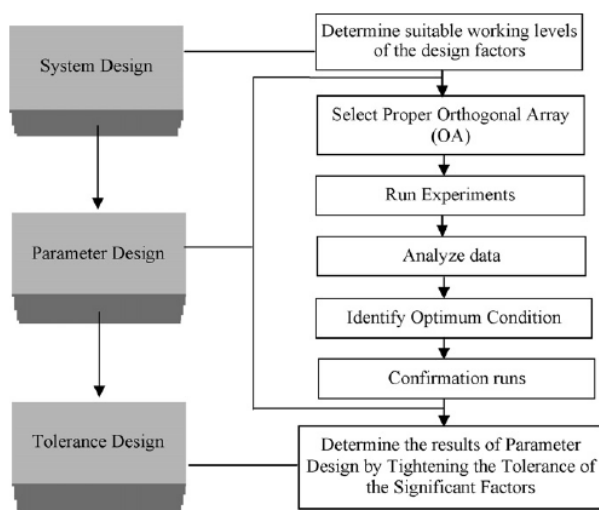 System Design
Parameter Design
Tolerance Design
Determine suitable working levels
of the design factors
Select Proper Orthogonal Array
(OA)
Run Experiments
Analyze data
Identify Optimum Condition
Confirmation runs
Determine the results of Parameter
Design by Tightening the Tolerance of
the Significant Factors